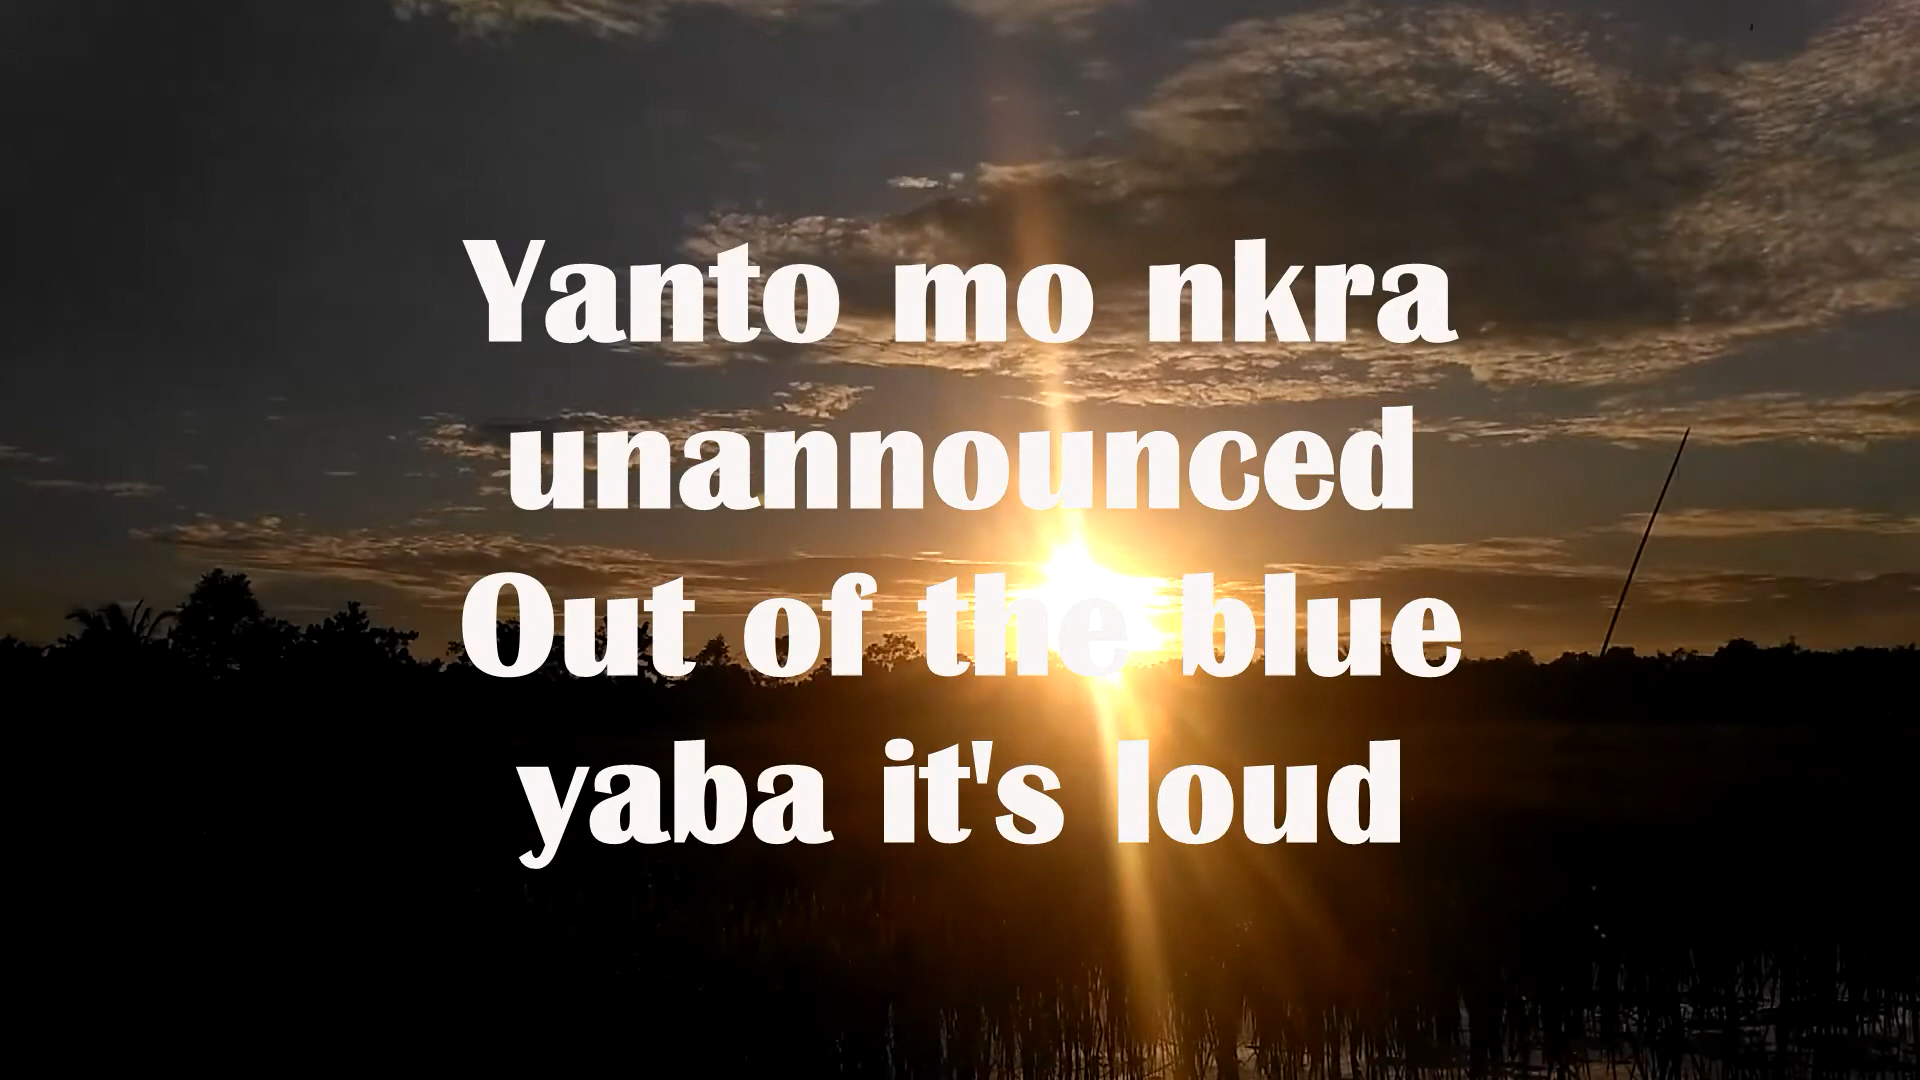 Yanto mo nkra
unannounced
Out of the blue
yaba it's loud